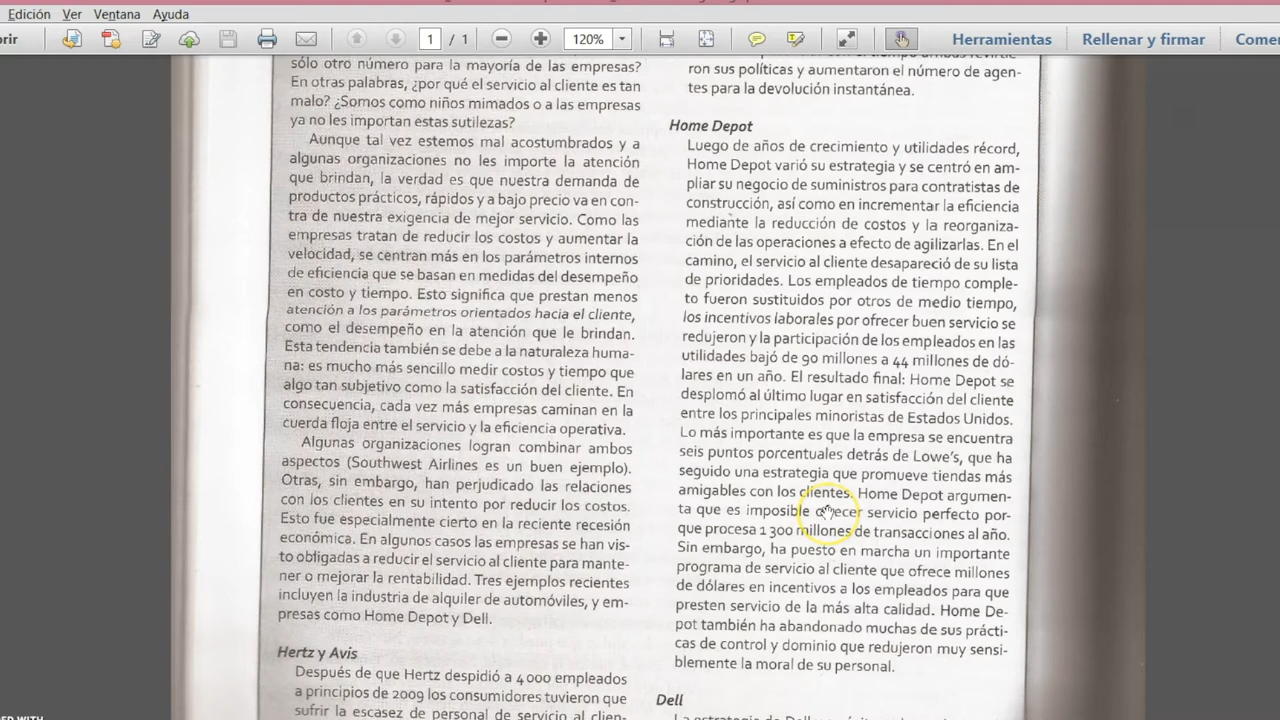 Edición Ver Ventana Ayuda
rir
1 / 1
120%
Herramientas
Rellenar y firmar
Comen
sólo otro número para la mayoría de las empresas?
En otras palabras, ¿por qué el servicio al cliente es tan
malo? ¿Somos como niños mimados o a las empresas
ya no les importan estas sutilezas?
Aunque tal vez estemos mal acostumbrados y a
algunas organizaciones no les importe la atención
que brindan, la verdad es que nuestra demanda de
productos prácticos, rápidos y a bajo precio va en con-
tra de nuestra exigencia de mejor servicio. Como las
empresas tratan de reducir los costos y aumentar la
velocidad, se centran más en los parámetros internos
de eficiencia que se basan en medidas del desempeño
en costo y tiempo. Esto significa que prestan menos
atención a los parámetros orientados hacia el cliente,
como el desempeño en la atención que le brindan.
Esta tendencia también se debe a la naturaleza huma-
na: es mucho más sencillo medir costos y tiempo que
algo tan subjetivo como la satisfacción del cliente. En
consecuencia, cada vez más empresas caminan en la
cuerda floja entre el servicio y la eficiencia operativa.
Algunas organizaciones logran combinar ambos
aspectos (Southwest Airlines es un buen ejemplo).
Otras, sin embargo, han perjudicado las relaciones
con los clientes en su intento por reducir los costos.
Esto fue especialmente cierto en la reciente recesión
económica. En algunos casos las empresas se han vis-
to obligadas a reducir el servicio al cliente para mante-
ner o mejorar la rentabilidad. Tres ejemplos recientes
incluyen la industria de alquiler de automóviles, y em-
presas como Home Depot y Dell.
Hertz y Avis
Después de que Hertz despidió a 4 000 empleados
a principios de 2009 los consumidores tuvieron que
sufrir la escasez de personal de servicio al clien-
ron sus políticas y aumentaron el número de agen-
tes para la devolución instantánea.
Home Depot
Luego de años de crecimiento y utilidades récord,
Home Depot varió su estrategia y se centró en am-
pliar su negocio de suministros para contratistas de
construcción, así como en incrementar la eficiencia
mediante la reducción de costos y la reorganiza-
ción de las operaciones a efecto de agilizarlas. En el
camino, el servicio al cliente desapareció de su lista
de prioridades. Los empleados de tiempo comple-
to fueron sustituidos por otros de medio tiempo,
los incentivos laborales por ofrecer buen servicio se
redujeron y la participación de los empleados en las
utilidades bajó de 90 millones a 44 millones de dó-
lares en un año. El resultado final: Home Depot se
desplomó al último lugar en satisfacción del cliente
entre los principales minoristas de Estados Unidos.
Lo más importante es que la empresa se encuentra
seis puntos porcentuales detrás de Lowe's, que ha
seguido una estrategia que promueve tiendas más
amigables con los clientes. Home Depot argumen-
ta que es imposible ofrecer servicio perfecto por-
que procesa 1 300 millones de transacciones al año.
Sin embargo, ha puesto en marcha un importante
programa de servicio al cliente que ofrece millones
de dólares en incentivos a los empleados para que
presten servicio de la más alta calidad. Home De-
pot también ha abandonado muchas de sus prácti-
cas de control y dominio que redujeron muy sensi-
blemente la moral de su personal.
Dell